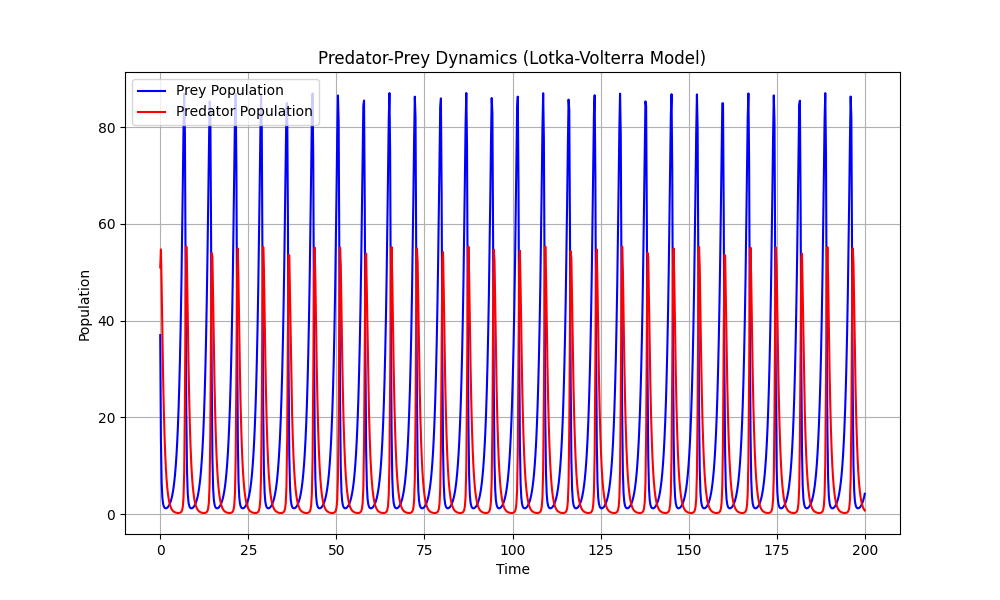 Predator-Prey Dynamics (Lotka-Volterra Model)
Prey Population
Predator Population
Population
80
60
40
20
0
0 25 50 75 100 125 150 175 200
Time